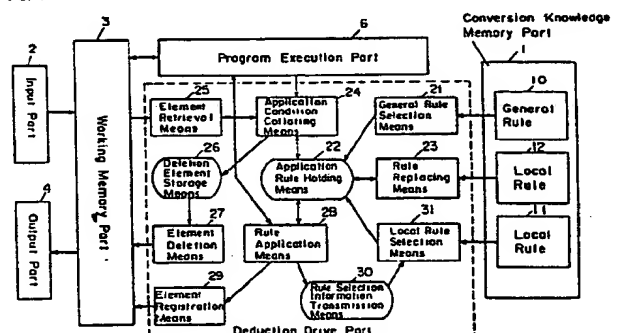 Conversion Knowledge
Memory Part
3
6
2
1
Program Execution Part
Input Part
Working Memory Part
25
Element
Retrieval
Means
24
Application
Condition
Collating
Means
21
General Rule
Selection
Means
10
General
Rule
26
Deletion
Element
Storage
Means
22
Application
Rule Holding
Means
23
Rule
Replacing
Means
12
Local
Rule
4
Output Part
27
Element
Deletion
Means
28
Rule
Application
Means
31
Local Rule
Selection
Means
11
Local
Rule
29
Element
Registration
Means
30
Rule Selection
Information
Transmission
Means
Deduction Drive Part